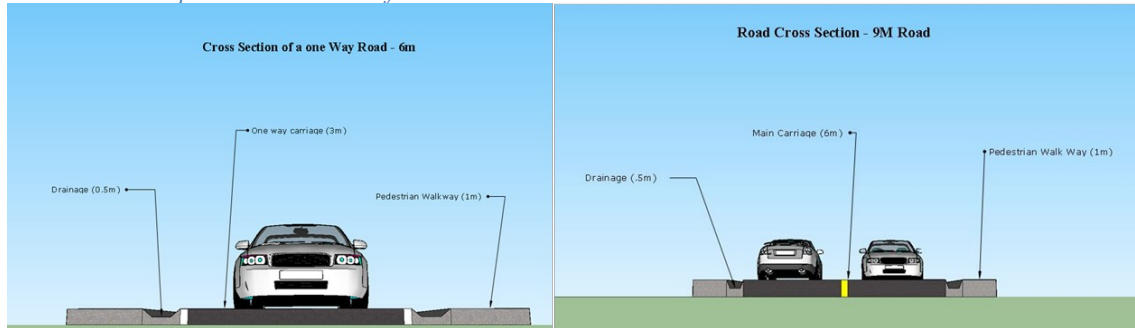 Cross Section of a one Way Road - 6m
One way carriage (3m)
Drainage (0.5m)
Pedestrian Walkway (1m)
Road Cross Section - 9M Road
Main Carriage (6m)
Pedestrian Walk Way (1m)
Drainage (.5m)